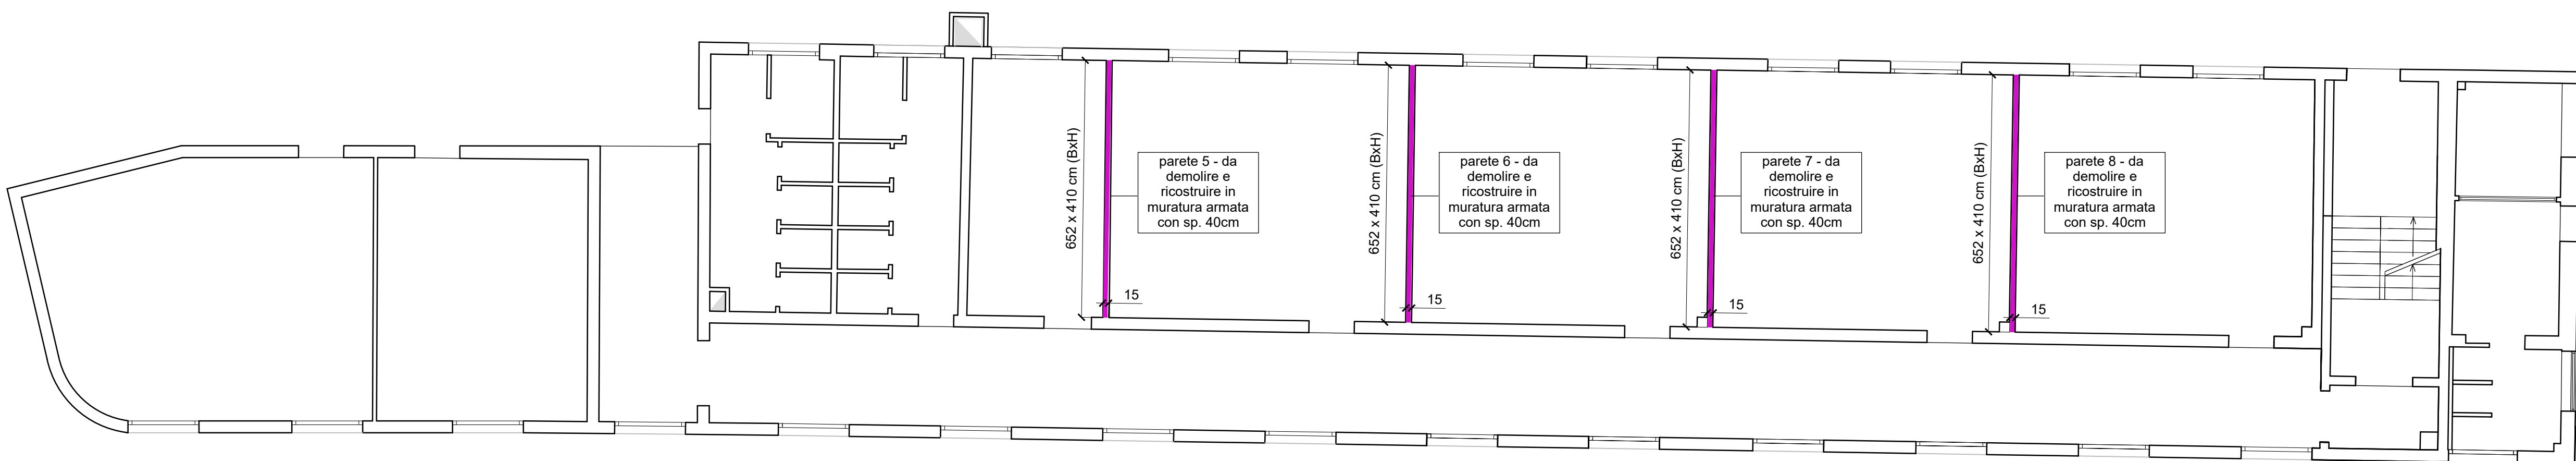 652 x 410 cm (BxH)
15
parete 5 - da
demolire e
ricostruire in
muratura armata
con sp. 40cm
652 x 410 cm (BxH)
15
parete 6 - da
demolire e
ricostruire in
muratura armata
con sp. 40cm
652 x 410 cm (BxH)
15
parete 7 - da
demolire e
ricostruire in
muratura armata
con sp. 40cm
652 x 410 cm (BxH)
15
parete 8 - da
demolire e
ricostruire in
muratura armata
con sp. 40cm